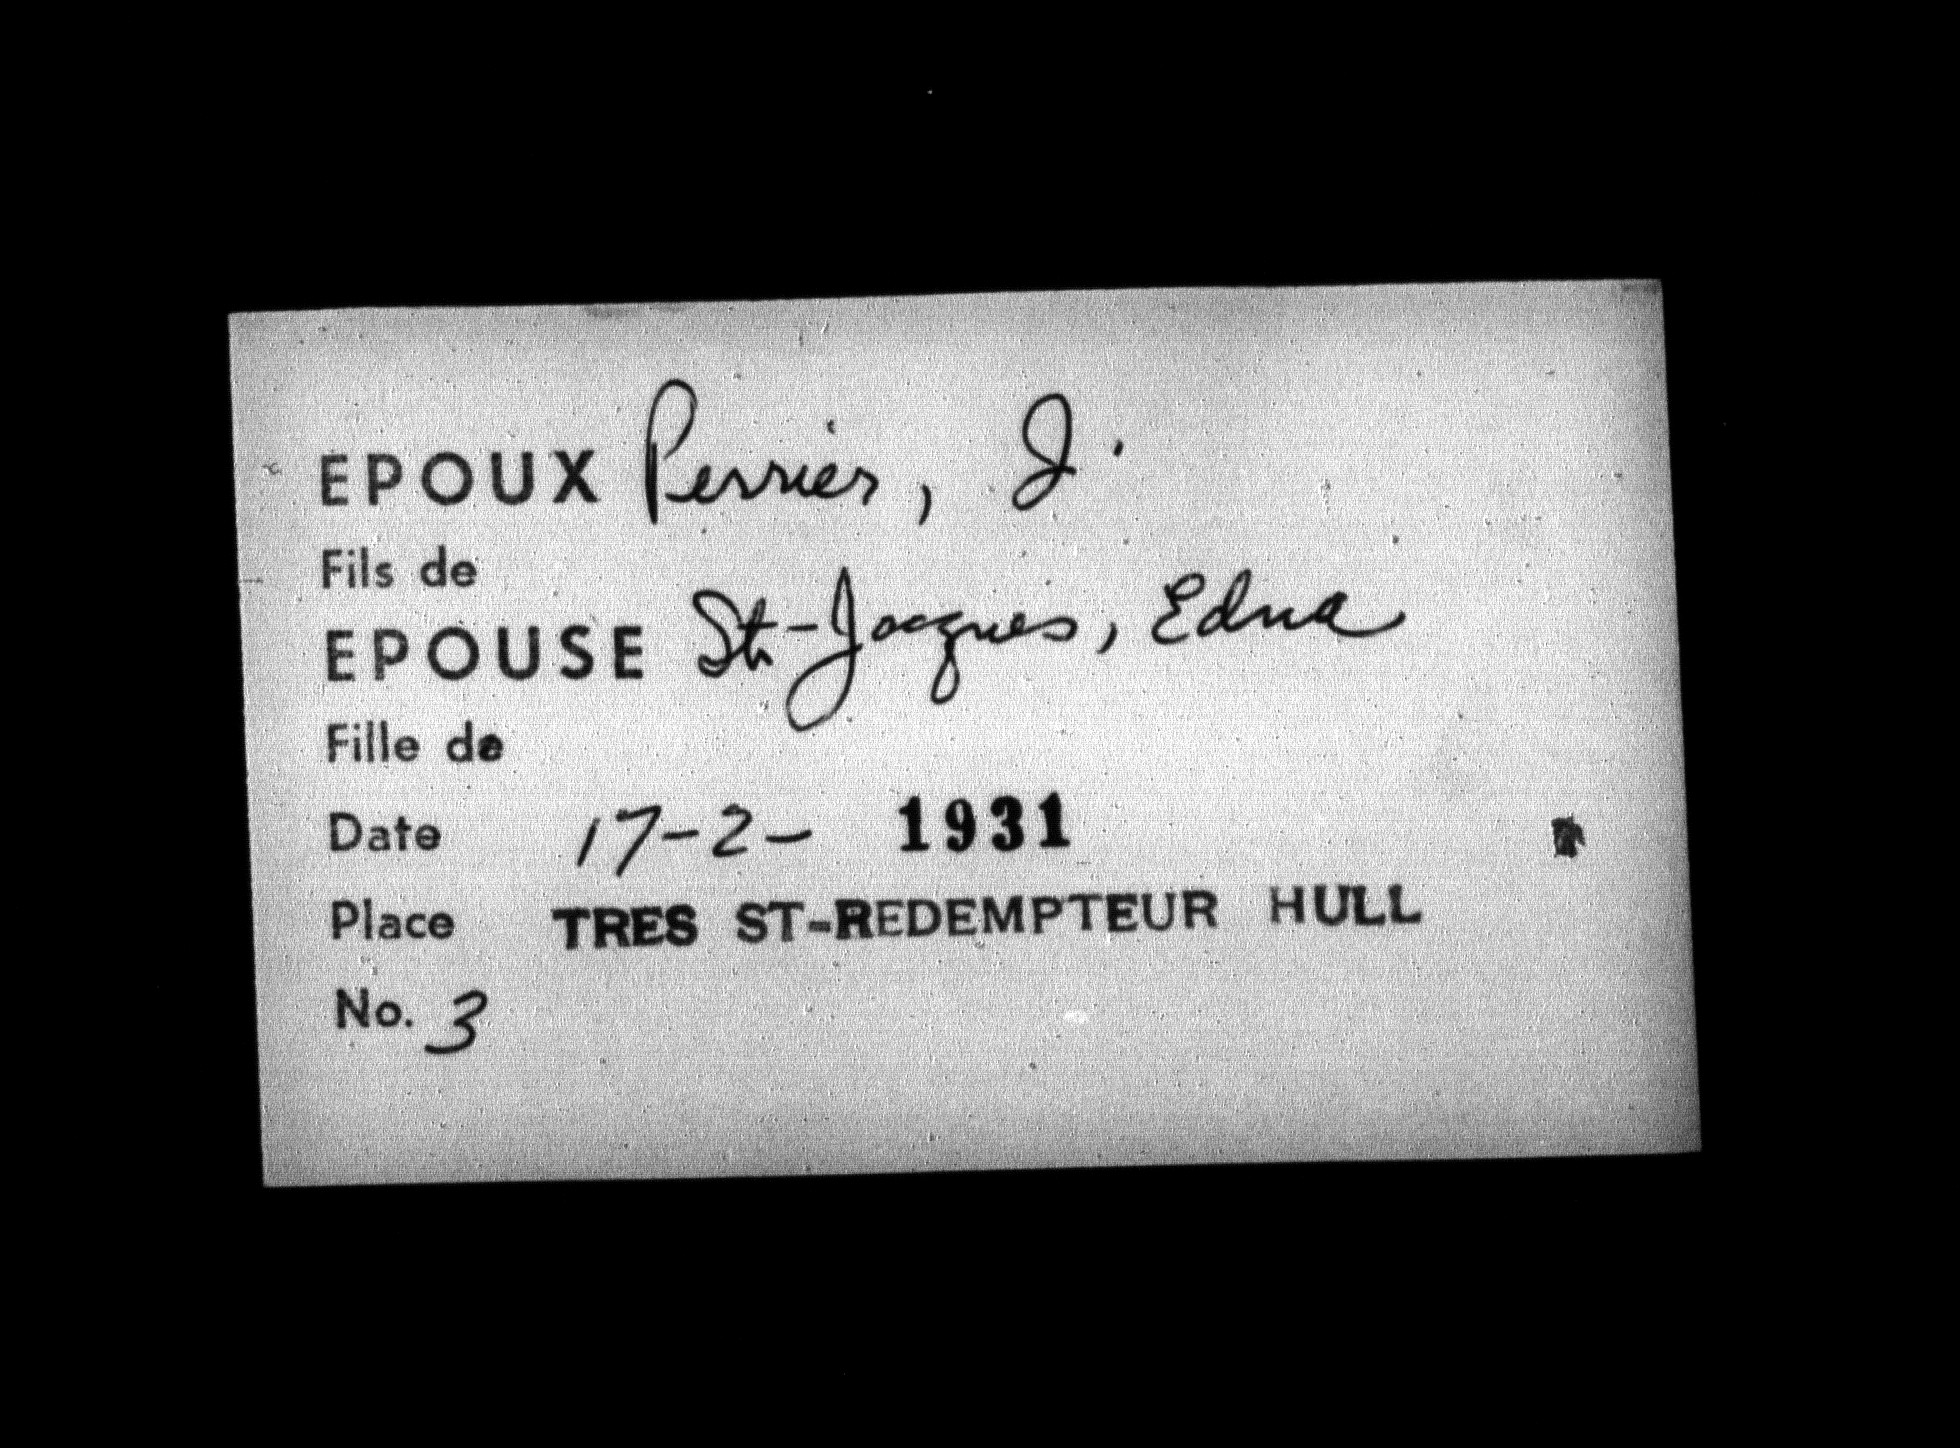 EPOUX Perrier, J.
Fils de
EPOUSE St-Jacques, Edna
Fille de
Date 17-2- 1931
Place TRES ST-REDEMPTEUR HULL
No. 3